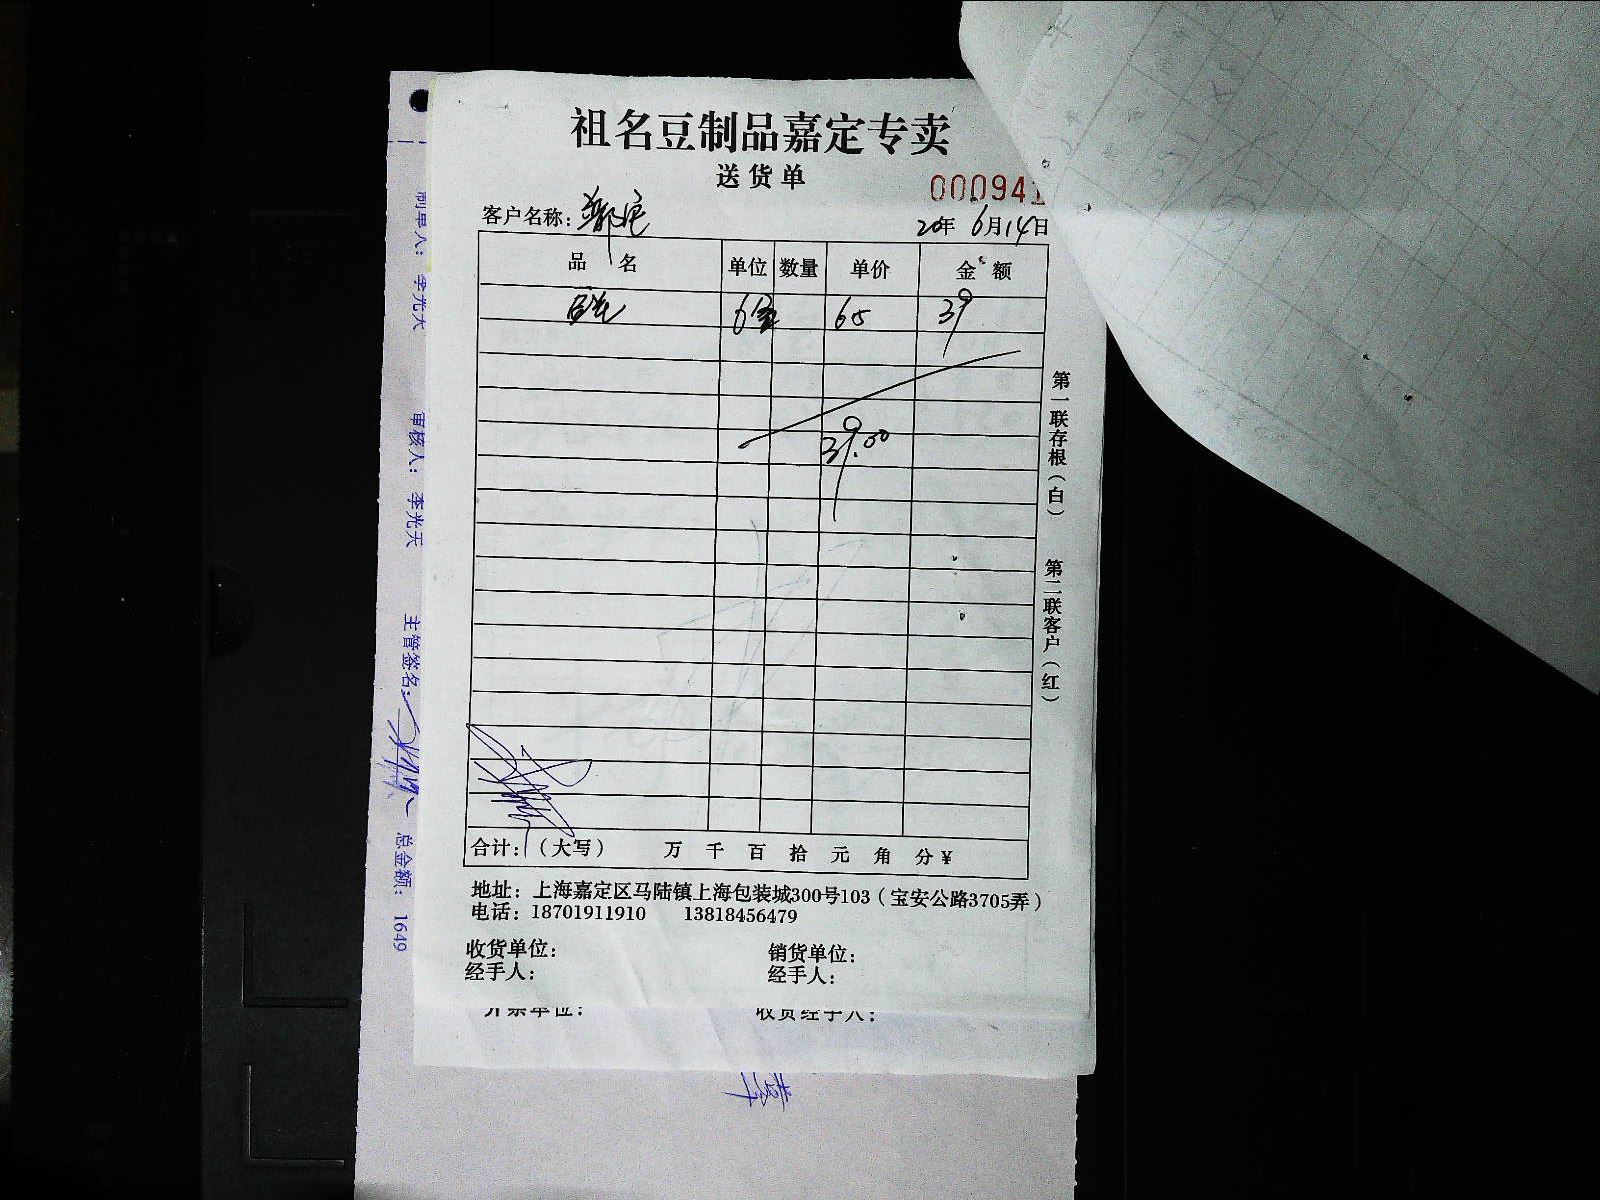 祖名豆制品嘉定专卖
送货单
000941
客户名称：
20年 6月14日
品名 单位 数量 单价 金额
6 65 39
39.00
合计：（大写） 万 千 百 拾 元 角 分¥
地址：上海嘉定区马陆镇上海包装城300号103（宝安公路3705弄）
电话：18701911910 13818456479
收货单位： 销货单位：
经手人： 经手人：
开票单位： 收货经手人：
第一联存根（白） 第二联客户（红）
制单人： 李光天 审核人： 李光天 主管签名： 总金额： 1649